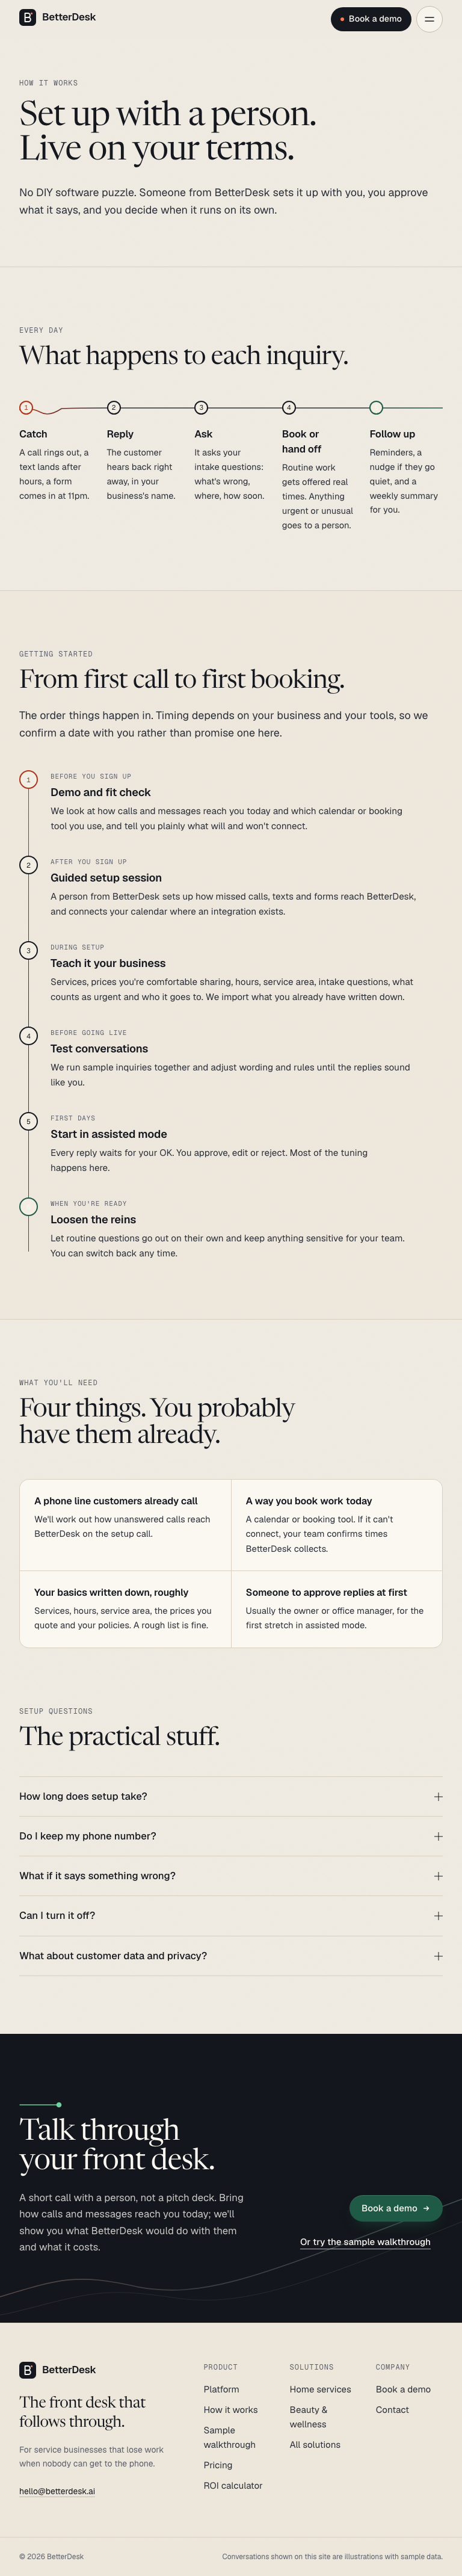 BetterDesk
Book a demo
HOW IT WORKS
Set up with a person.
Live on your terms.
No DIY software puzzle. Someone from BetterDesk sets it up with you, you approve
what it says, and you decide when it runs on its own.
EVERY DAY
What happens to each inquiry.
1
2
3
4
Catch
A call rings out, a
text lands after
hours, a form
comes in at 11pm.
Reply
The customer
hears back right
away, in your
business's name.
Ask
It asks your
intake questions:
what's wrong,
where, how soon.
Book or
hand off
Routine work
gets offered real
times. Anything
urgent or unusual
goes to a person.
Follow up
Reminders, a
nudge if they go
quiet, and a
weekly summary
for you.
GETTING STARTED
From first call to first booking.
The order things happen in. Timing depends on your business and your tools, so we
confirm a date with you rather than promise one here.
1
BEFORE YOU SIGN UP
Demo and fit check
We look at how calls and messages reach you today and which calendar or booking
tool you use, and tell you plainly what will and won't connect.
2
AFTER YOU SIGN UP
Guided setup session
A person from BetterDesk sets up how missed calls, texts and forms reach BetterDesk,
and connects your calendar where an integration exists.
3
DURING SETUP
Teach it your business
Services, prices you're comfortable sharing, hours, service area, intake questions, what
counts as urgent and who it goes to. We import what you already have written down.
4
BEFORE GOING LIVE
Test conversations
We run sample inquiries together and adjust wording and rules until the replies sound
like you.
5
FIRST DAYS
Start in assisted mode
Every reply waits for your OK. You approve, edit or reject. Most of the tuning
happens here.
WHEN YOU'RE READY
Loosen the reins
Let routine questions go out on their own and keep anything sensitive for your team.
You can switch back any time.
WHAT YOU'LL NEED
Four things. You probably
have them already.
A phone line customers already call
We'll work out how unanswered calls reach
BetterDesk on the setup call.
A way you book work today
A calendar or booking tool. If it can't
connect, your team confirms times
BetterDesk collects.
Your basics written down, roughly
Services, hours, service area, the prices you
quote and your policies. A rough list is fine.
Someone to approve replies at first
Usually the owner or office manager, for the
first stretch in assisted mode.
SETUP QUESTIONS
The practical stuff.
How long does setup take?
Do I keep my phone number?
What if it says something wrong?
Can I turn it off?
What about customer data and privacy?
Talk through
your front desk.
A short call with a person, not a pitch deck. Bring
how calls and messages reach you today; we'll
show you what BetterDesk would do with them
and what it costs.
Book a demo →
Or try the sample walkthrough
BetterDesk
The front desk that
follows through.
For service businesses that lose work
when nobody can get to the phone.
hello@betterdesk.ai
PRODUCT
Platform
How it works
Sample
walkthrough
Pricing
ROI calculator
SOLUTIONS
Home services
Beauty &
wellness
All solutions
COMPANY
Book a demo
Contact
© 2026 BetterDesk
Conversations shown on this site are illustrations with sample data.